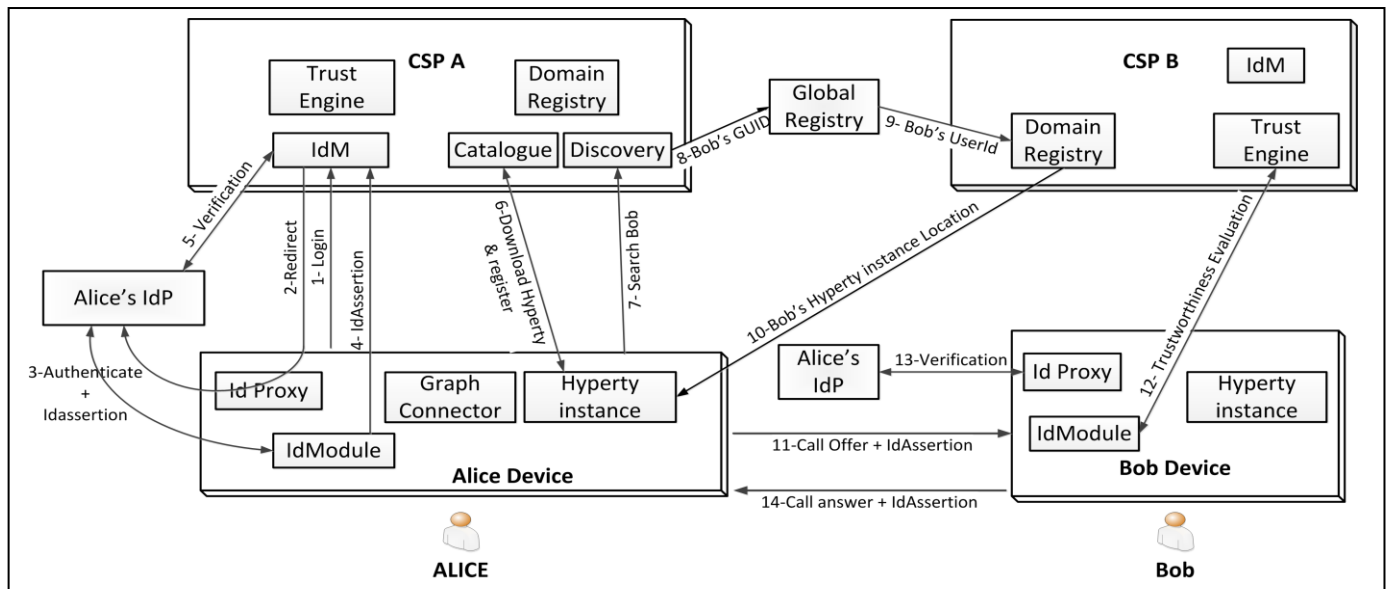 CSP A
Trust
Engine
Domain
Registry
IdM
Catalogue
Discovery
Global
Registry
CSP B
IdM
Domain
Registry
Trust
Engine
8-Bob's GUID
9- Bob's UserId
5- Verification
2-Redirect
1- Login
4- IdAssertion
6-Download Hyperty
& register
7- Search Bob
10-Bob's Hyperty instance Location
12- Trustworthiness Evaluation
Alice's IdP
3-Authenticate
+
Idassertion
Id Proxy
Graph
Connector
Hyperty
instance
IdModule
Alice Device
Alice's
IdP
13-Verification
Id Proxy
Hyperty
instance
IdModule
Bob Device
11-Call Offer + IdAssertion
14-Call answer + IdAssertion
ALICE
Bob